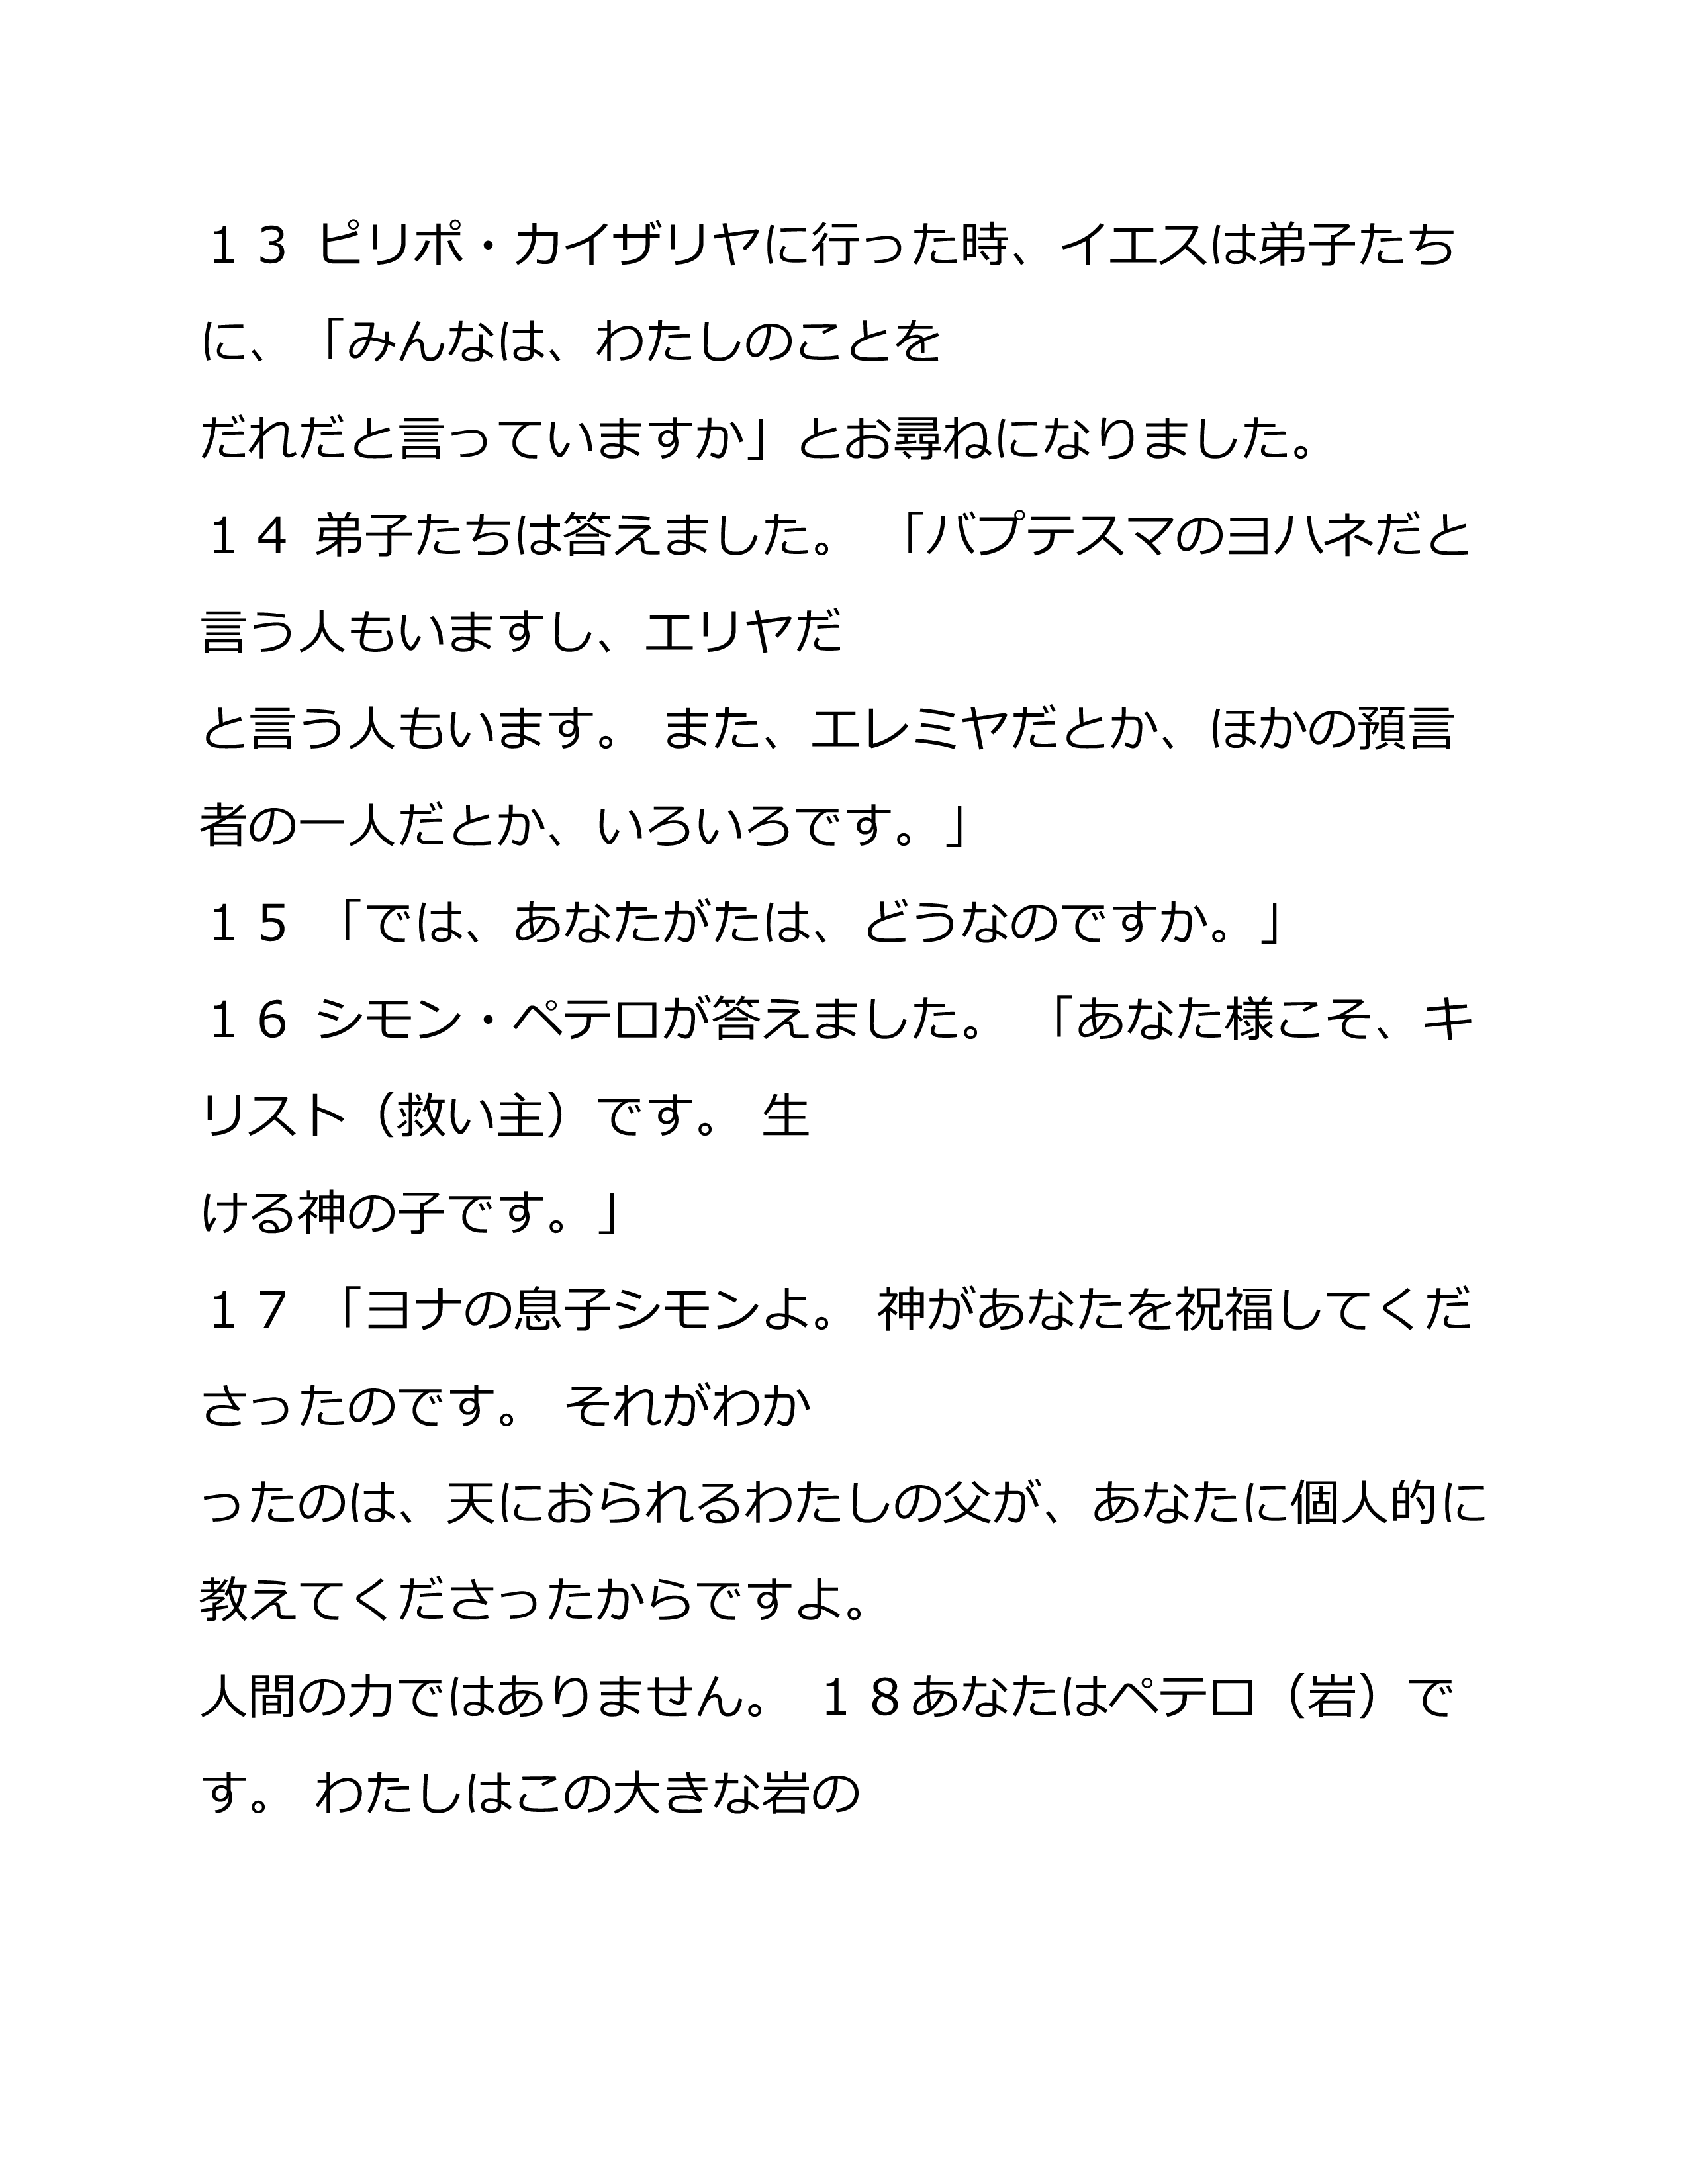 １３ ピリポ・カイザリヤに行った時、イエスは弟子たち
に、「みんなは、わたしのことを
だれだと言っていますか」とお尋ねになりました。
１４ 弟子たちは答えました。 「バプテスマのヨハネだと
言う人もいますし、エリヤだ
と言う人もいます。 また、エレミヤだとか、ほかの預言
者の一人だとか、いろいろです。」
１５ 「では、あなたがたは、どうなのですか。」
１６ シモン・ペテロが答えました。 「あなた様こそ、キ
リスト（救い主）です。 生
ける神の子です。」
１７ 「ヨナの息子シモンよ。 神があなたを祝福してくだ
さったのです。 それがわか
ったのは、天におられるわたしの父が、あなたに個人的に
教えてくださったからですよ。
人間の力ではありません。 １８あなたはペテロ（岩）で
す。 わたしはこの大きな岩の